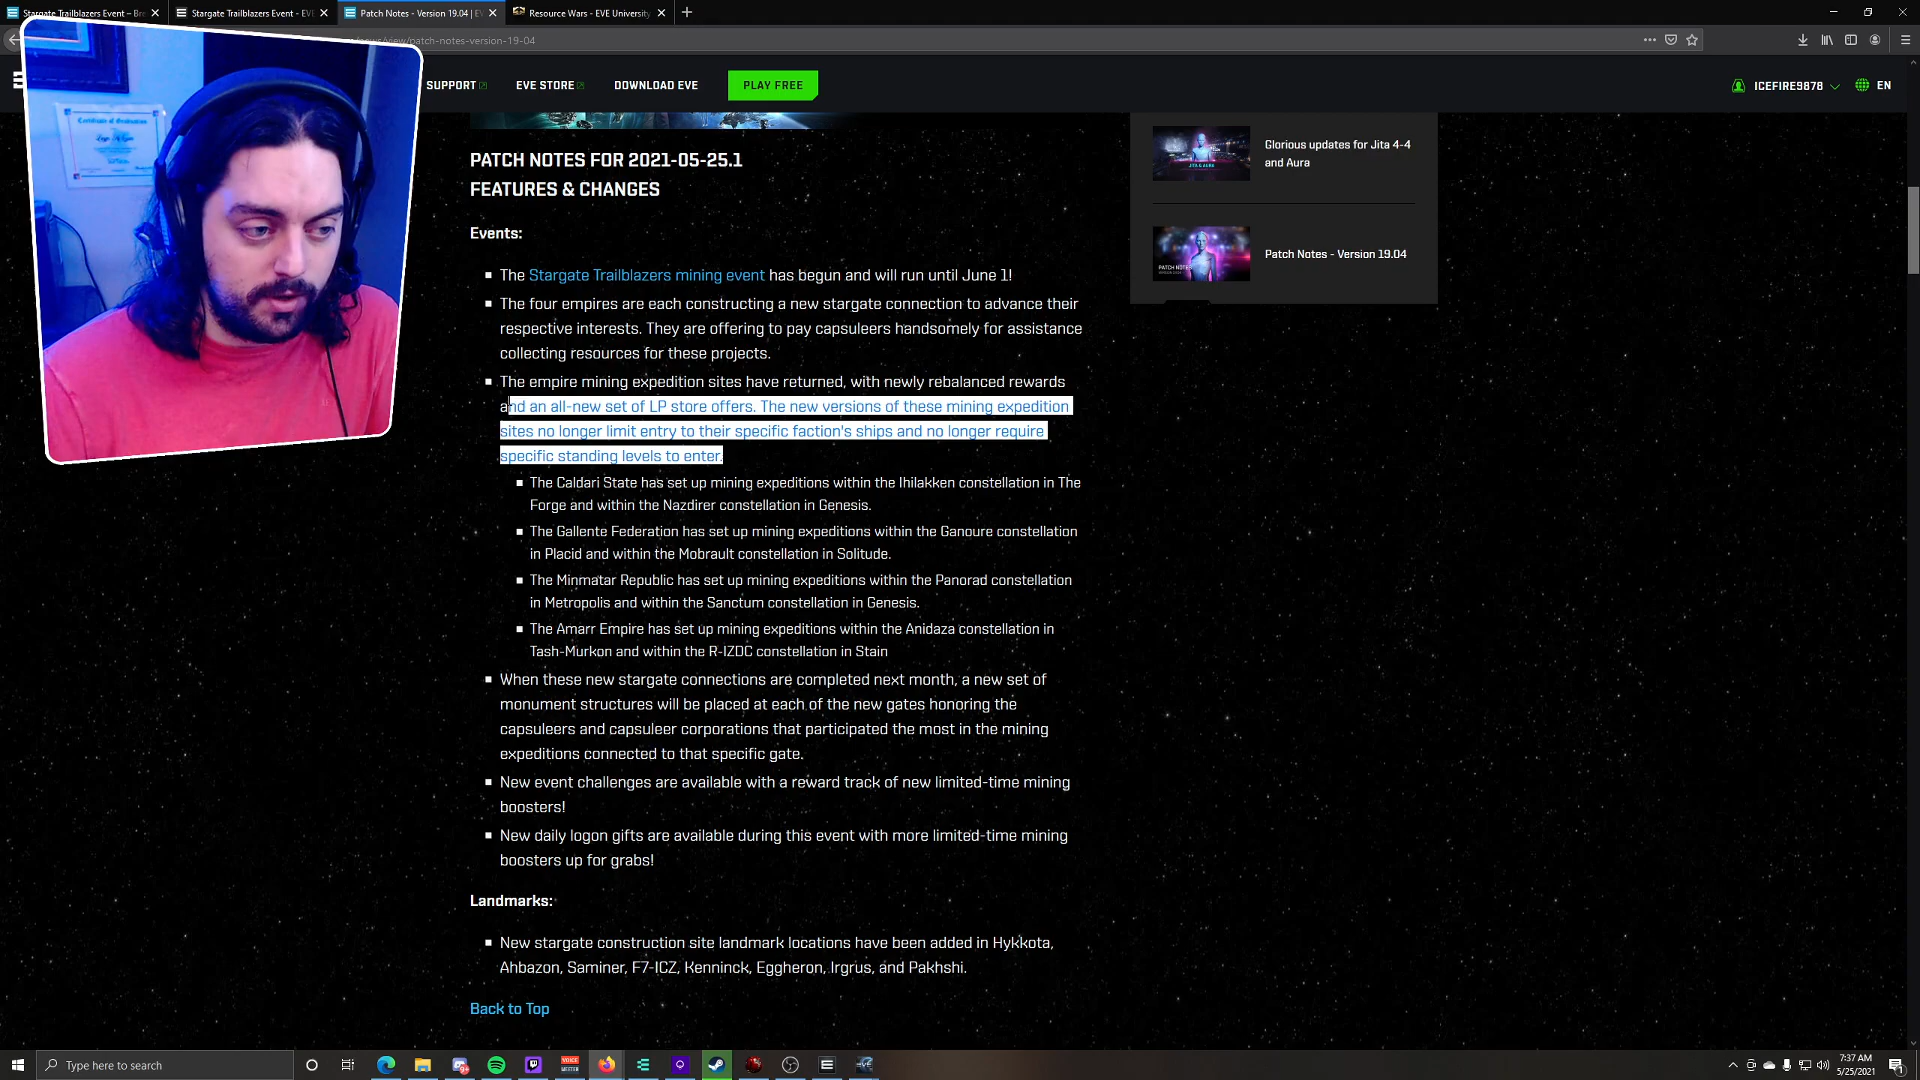 Stargate Trailblazers Event – Bre
Stargate Trailblazers Event - EVE
Patch Notes - Version 19.04 | E
Resource Wars - EVE University
/view/patch-notes-version-19-04
SUPPORT
EVE STORE
DOWNLOAD EVE
PLAY FREE
ICEFIRE9878
EN
PATCH NOTES FOR 2021-05-25.1
FEATURES & CHANGES
Events:
The Stargate Trailblazers mining event has begun and will run until June 1!
The four empires are each constructing a new stargate connection to advance their
respective interests. They are offering to pay capsuleers handsomely for assistance
collecting resources for these projects.
The empire mining expedition sites have returned, with newly rebalanced rewards
and an all-new set of LP store offers. The new versions of these mining expedition
sites no longer limit entry to their specific faction's ships and no longer require
specific standing levels to enter.
The Caldari State has set up mining expeditions within the Ihilakken constellation in The
Forge and within the Nazdirer constellation in Genesis.
The Gallente Federation has set up mining expeditions within the Ganoure constellation
in Placid and within the Mobrault constellation in Solitude.
The Minmatar Republic has set up mining expeditions within the Panorad constellation
in Metropolis and within the Sanctum constellation in Genesis.
The Amarr Empire has set up mining expeditions within the Anidaza constellation in
Tash-Murkon and within the R-IZDC constellation in Stain
When these new stargate connections are completed next month, a new set of
monument structures will be placed at each of the new gates honoring the
capsuleers and capsuleer corporations that participated the most in the mining
expeditions connected to that specific gate.
New event challenges are available with a reward track of new limited-time mining
boosters!
New daily logon gifts are available during this event with more limited-time mining
boosters up for grabs!
Landmarks:
New stargate construction site landmark locations have been added in Hykkota,
Ahbazon, Saminer, F7-ICZ, Kenninck, Eggheron, Irgrus, and Pakhshi.
Back to Top
Glorious updates for Jita 4-4
and Aura
PATCH NOTES
Patch Notes - Version 19.04
Type here to search
7:37 AM
5/25/2021